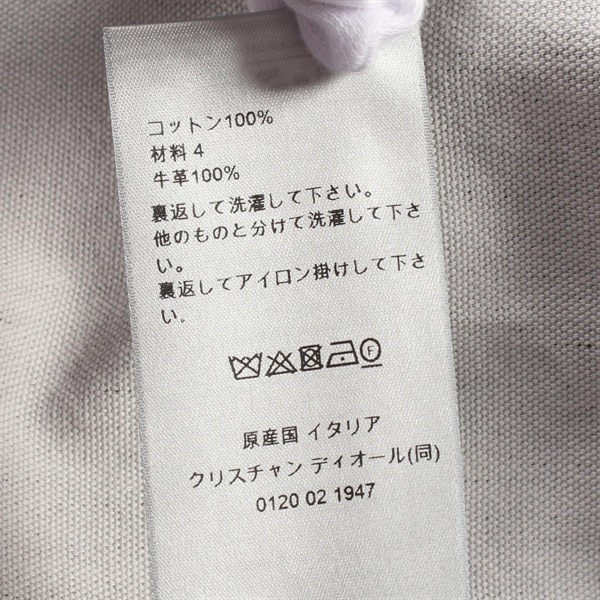 コットン100%
材料 4
牛革100%
裏返して洗濯して下さい。
他のものと分けて洗濯して下さ
い。
裏返してアイロン掛けして下さ
い.
F
原産国 イタリア
クリスチャン ディオール(同)
0120 02 1947